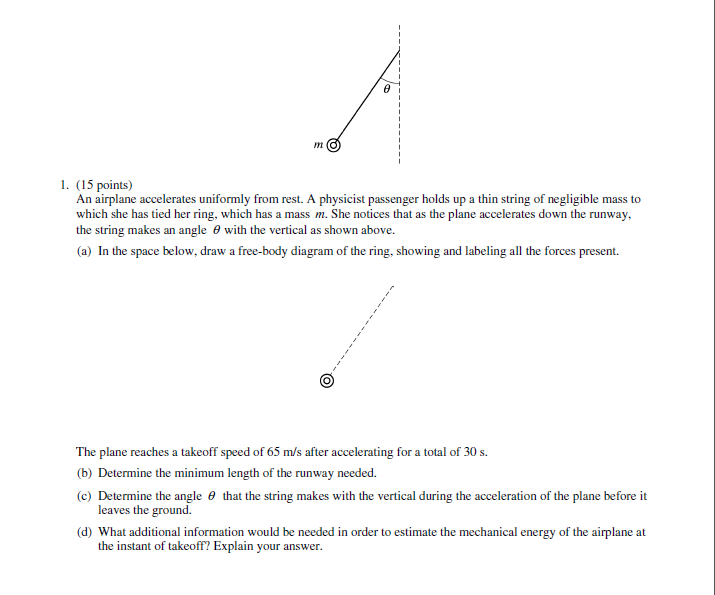 θ
m
1. (15 points)
An airplane accelerates uniformly from rest. A physicist passenger holds up a thin string of negligible mass to
which she has tied her ring, which has a mass m. She notices that as the plane accelerates down the runway,
the string makes an angle θ with the vertical as shown above.
(a) In the space below, draw a free-body diagram of the ring, showing and labeling all the forces present.
The plane reaches a takeoff speed of 65 m/s after accelerating for a total of 30 s.
(b) Determine the minimum length of the runway needed.
(c) Determine the angle θ that the string makes with the vertical during the acceleration of the plane before it
leaves the ground.
(d) What additional information would be needed in order to estimate the mechanical energy of the airplane at
the instant of takeoff? Explain your answer.